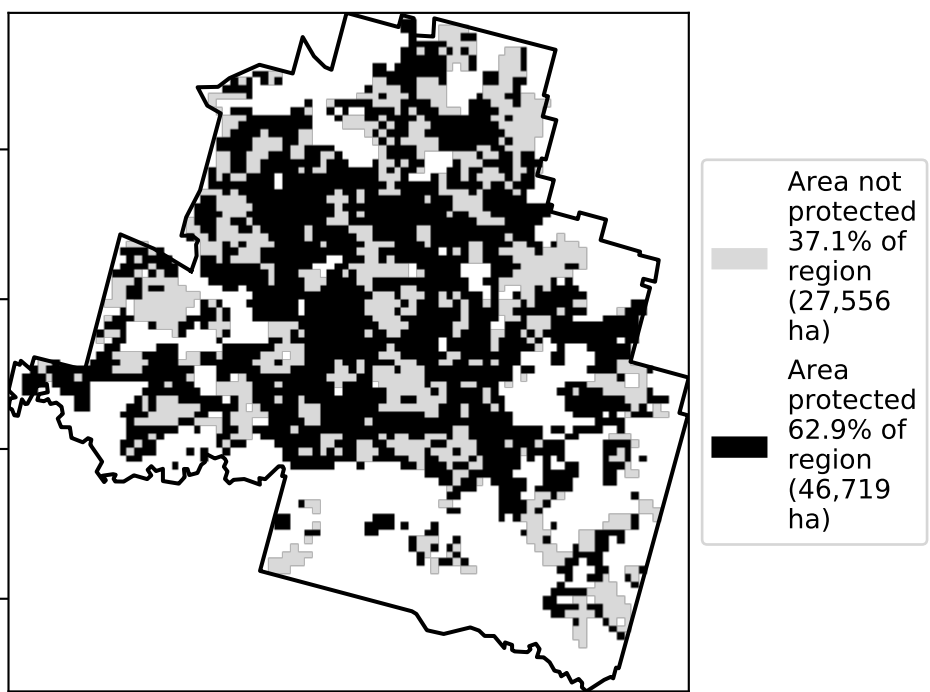 Area not
protected
37.1% of
region
(27,556
ha)
Area
protected
62.9% of
region
(46,719
ha)